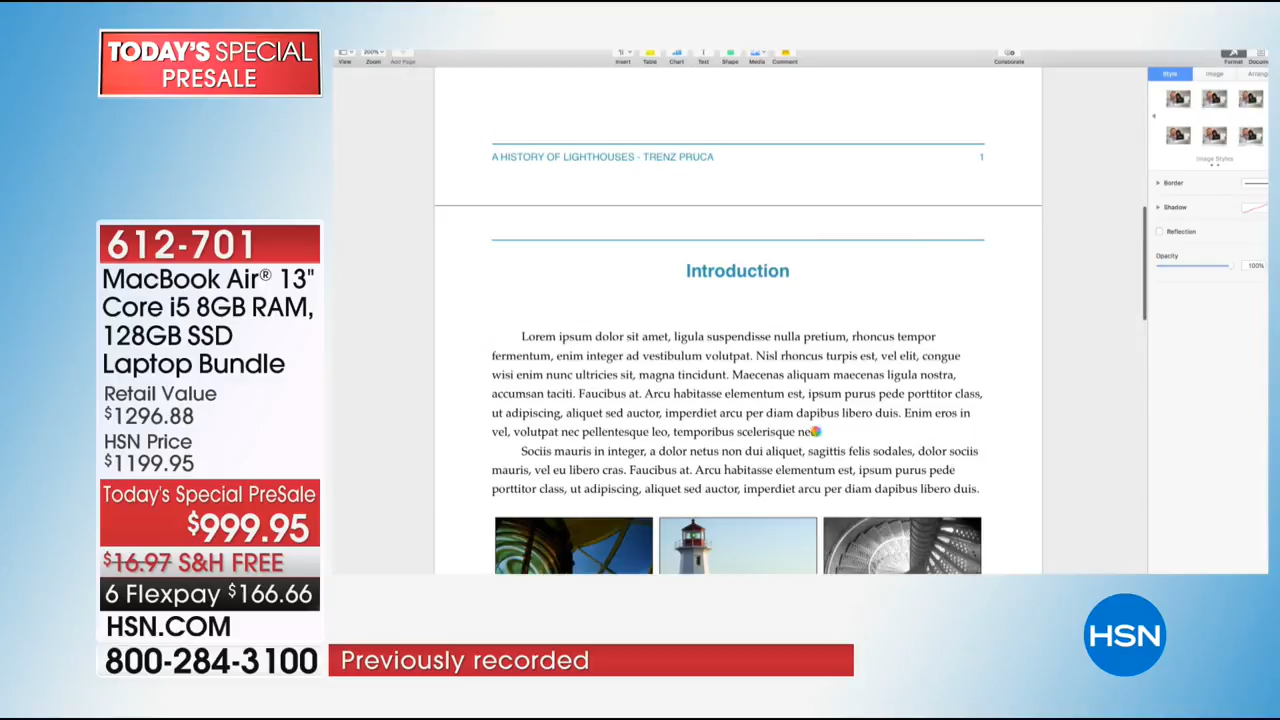 TODAY'S SPECIAL
PRESALE
612-701
MacBook Air® 13"
Core i5 8GB RAM,
128GB SSD
Laptop Bundle
Retail Value
$1296.88
HSN Price
$1199.95
Today's Special PreSale
$999.95
$16.97 S&H FREE
6 Flexpay $166.66
HSN.COM
800-284-3100
Previously recorded
HSN
View Zoom Add Page Insert Table Chart Text Shape Media Comment Collaborate Format
200%
A HISTORY OF LIGHTHOUSES - TRENZ PRUCA 1
Introduction
Lorem ipsum dolor sit amet, ligula suspendisse nulla pretium, rhoncus tempor
fermentum, enim integer ad vestibulum volutpat. Nisl rhoncus turpis est, vel elit, congue
wisi enim nunc ultricies sit, magna tincidunt. Maecenas aliquam maecenas ligula nostra,
accumsan taciti. Faucibus at. Arcu habitasse elementum est, ipsum purus pede porttitor class,
ut adipiscing, aliquet sed auctor, imperdiet arcu per diam dapibus libero duis. Enim eros in
vel, volutpat nec pellentesque leo, temporibus scelerisque
Sociis mauris in integer, a dolor netus non dui aliquet, sagittis felis sodales, dolor sociis
mauris, vel eu libero cras. Faucibus at. Arcu habitasse elementum est, ipsum purus pede
porttitor class, ut adipiscing, aliquet sed auctor, imperdiet arcu per diam dapibus libero duis.
Style Image
Image Styles
Border
Shadow
Reflection
Opacity
100%